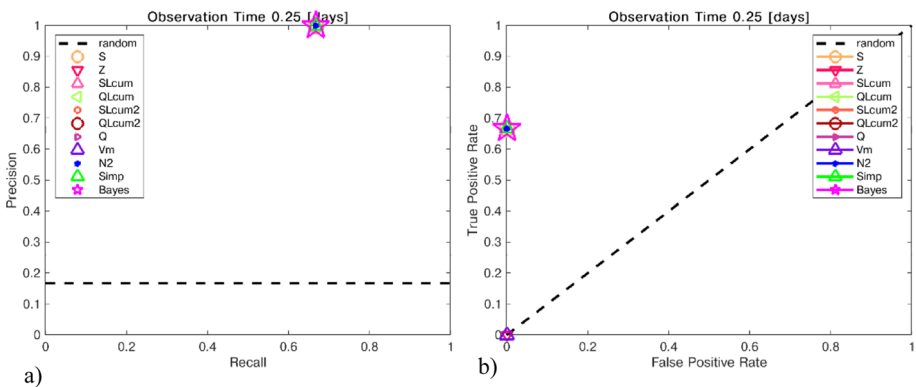 Observation Time 0.25 [days]
1
0.9
0.8
0.7
0.6
0.5
0.4
0.3
0.2
0.1
0
Precision
random
S
Z
SLcum
QLcum
SLcum2
QLcum2
Q
Vm
N2
Simp
Bayes
0 0.2 0.4 0.6 0.8 1
Recall
a)
Observation Time 0.25 [days]
1
0.9
0.8
0.7
0.6
0.5
0.4
0.3
0.2
0.1
0
True Positive Rate
random
S
Z
SLcum
QLcum
SLcum2
QLcum2
Q
Vm
N2
Simp
Bayes
0 0.2 0.4 0.6 0.8 1
False Positive Rate
b)